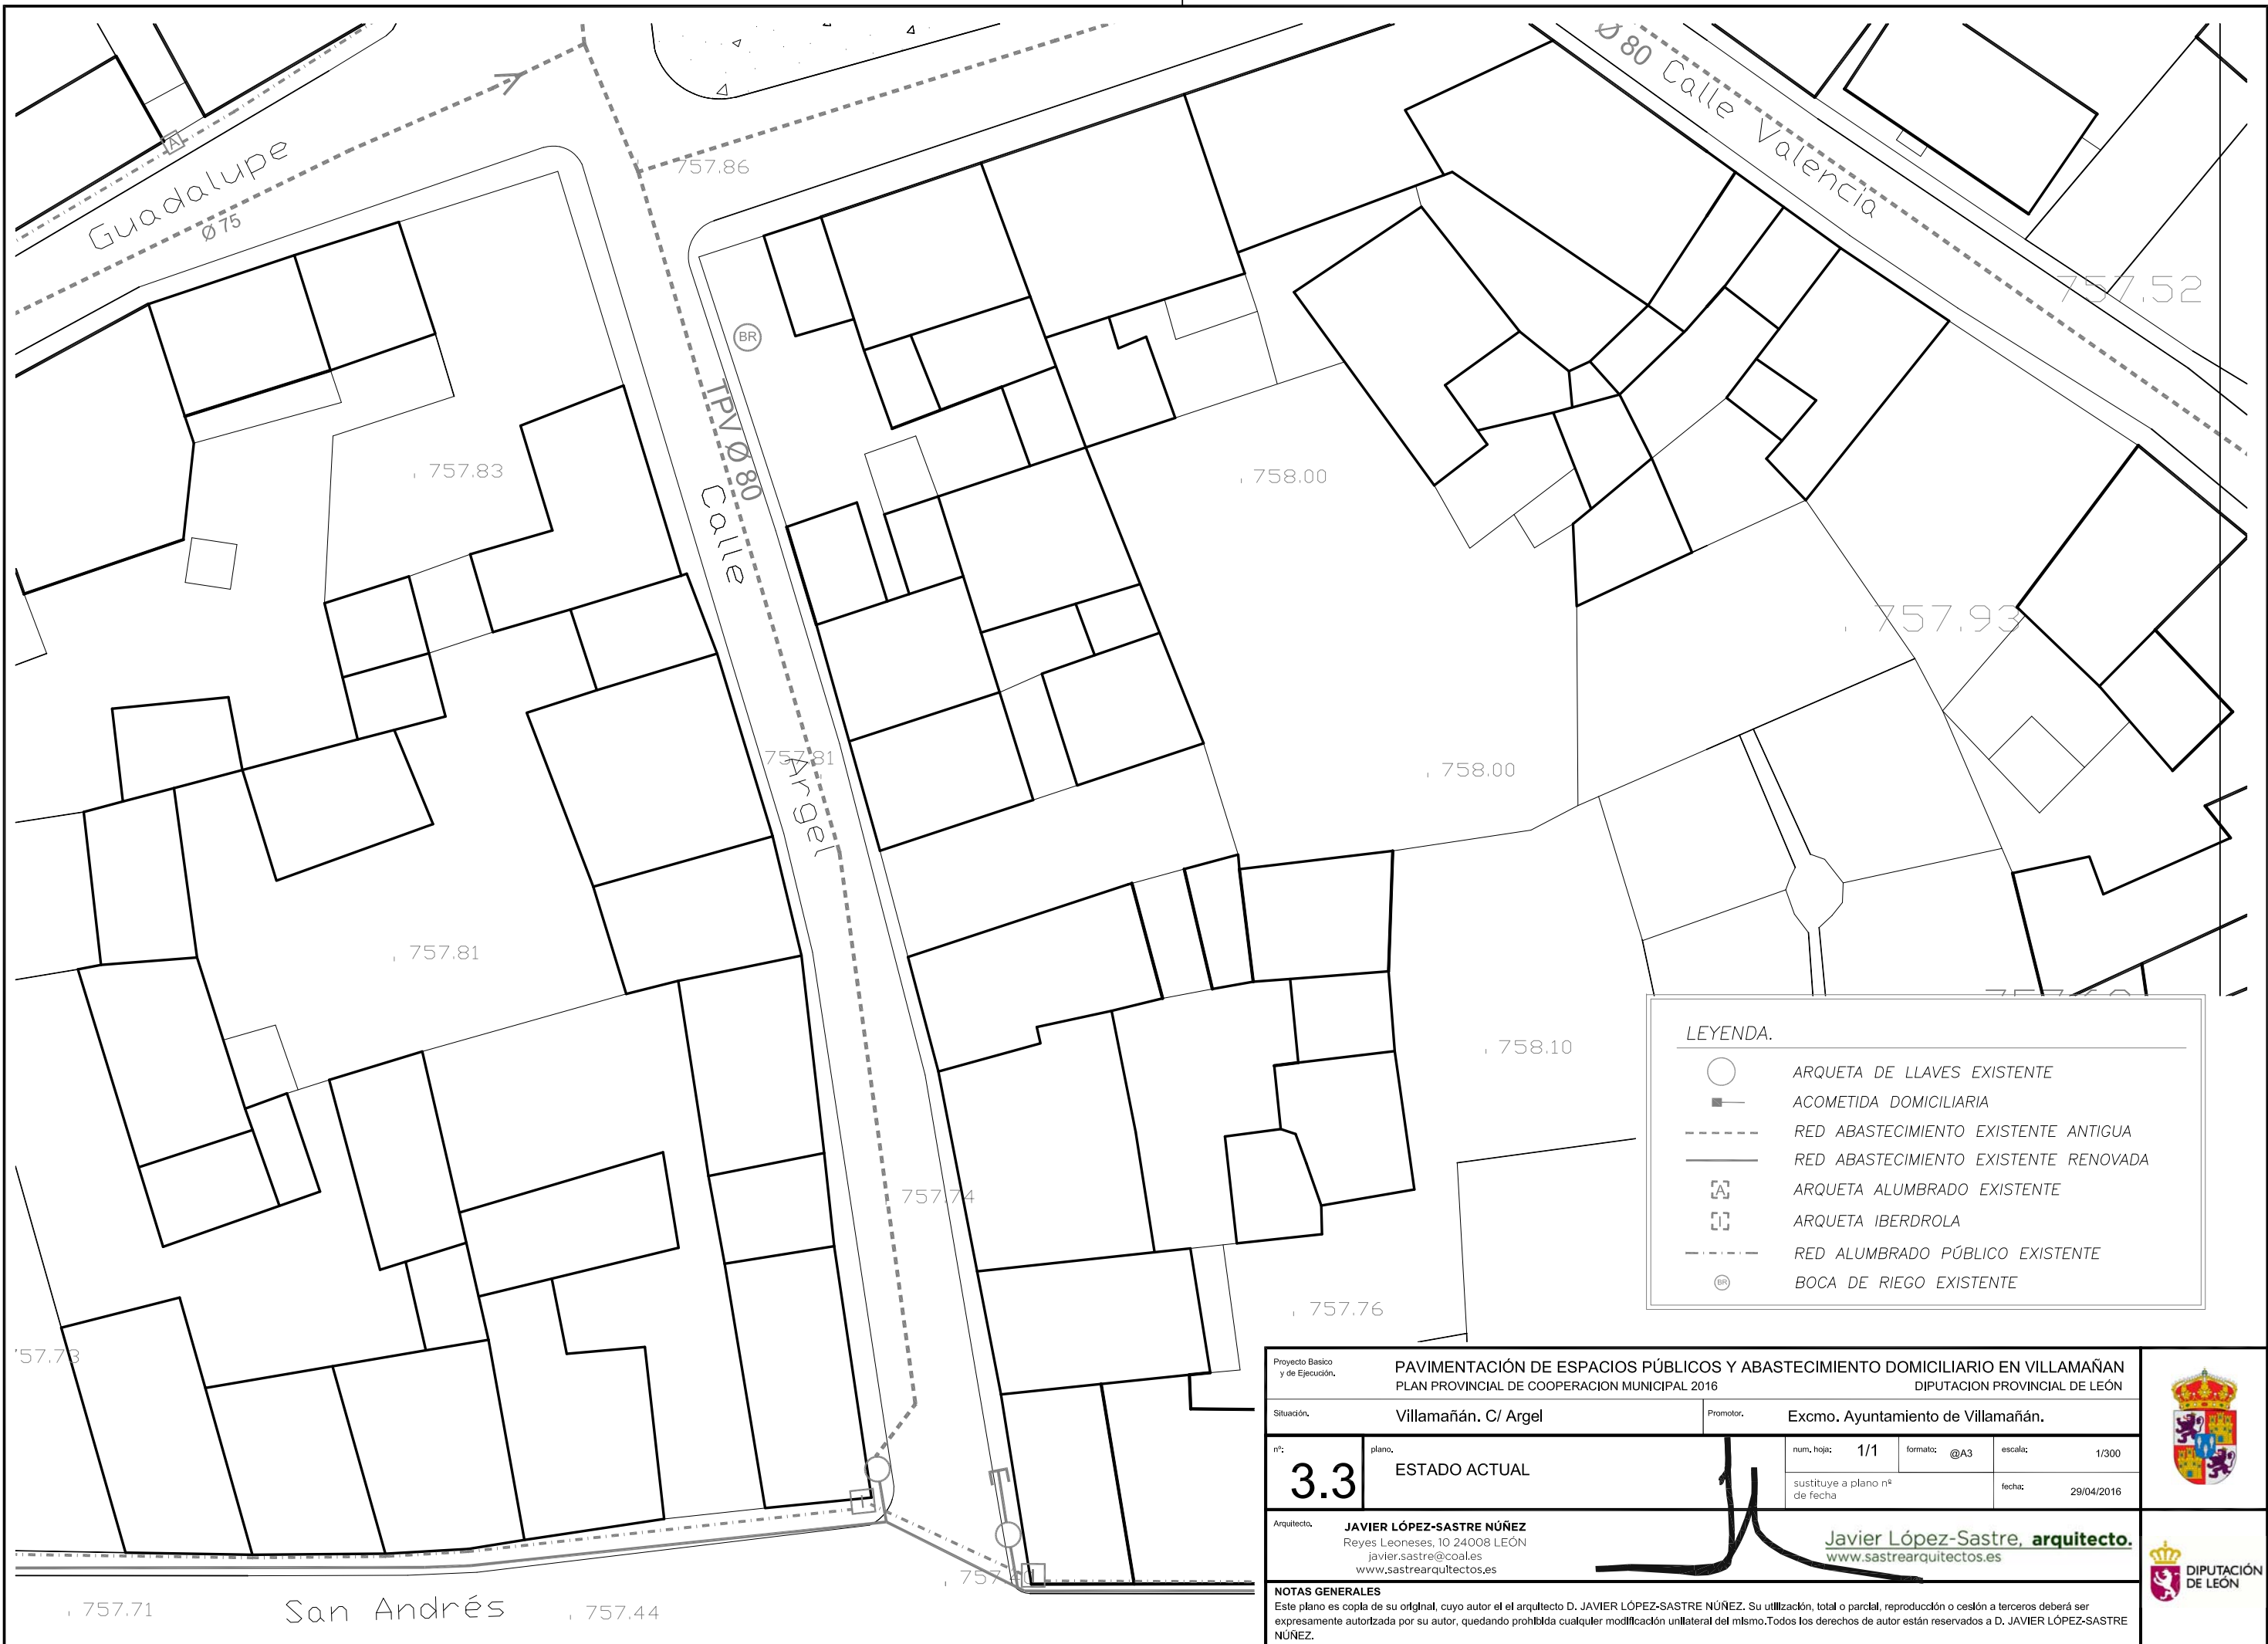 Guadalupe
Ø 75
A
757.86
Ø 80 Calle Valencia
757.52
BR
TPV Ø 80
Calle Argel
757.83
758.00
757.93
757.81
758.00
757.81
758.10
757.74
757.76
757.71
San Andrés
757.44
LEYENDA.
ARQUETA DE LLAVES EXISTENTE
ACOMETIDA DOMICILIARIA
RED ABASTECIMIENTO EXISTENTE ANTIGUA
RED ABASTECIMIENTO EXISTENTE RENOVADA
A ARQUETA ALUMBRADO EXISTENTE
I ARQUETA IBERDROLA
RED ALUMBRADO PÚBLICO EXISTENTE
BR BOCA DE RIEGO EXISTENTE
Proyecto Basico
y de Ejecución.
PAVIMENTACIÓN DE ESPACIOS PÚBLICOS Y ABASTECIMIENTO DOMICILIARIO EN VILLAMAÑAN
PLAN PROVINCIAL DE COOPERACION MUNICIPAL 2016 DIPUTACION PROVINCIAL DE LEÓN
Situación. Villamañán. C/ Argel Promotor. Excmo. Ayuntamiento de Villamañán.
nº: 3.3 plano. ESTADO ACTUAL
num. hoja: 1/1 formato: @A3 escala: 1/300
sustituye a plano nº
de fecha
fecha: 29/04/2016
Arquitecto. JAVIER LÓPEZ-SASTRE NÚÑEZ
Reyes Leoneses, 10 24008 LEÓN
javier.sastre@coal.es
www.sastrearquitectos.es
Javier López-Sastre, arquitecto.
www.sastrearquitectos.es
DIPUTACIÓN
DE LEÓN
NOTAS GENERALES
Este plano es copia de su original, cuyo autor el el arquitecto D. JAVIER LÓPEZ-SASTRE NÚÑEZ. Su utilización, total o parcial, reproducción o cesión a terceros deberá ser
expresamente autorizada por su autor, quedando prohibida cualquier modificación unilateral del mismo.Todos los derechos de autor están reservados a D. JAVIER LÓPEZ-SASTRE
NÚÑEZ.